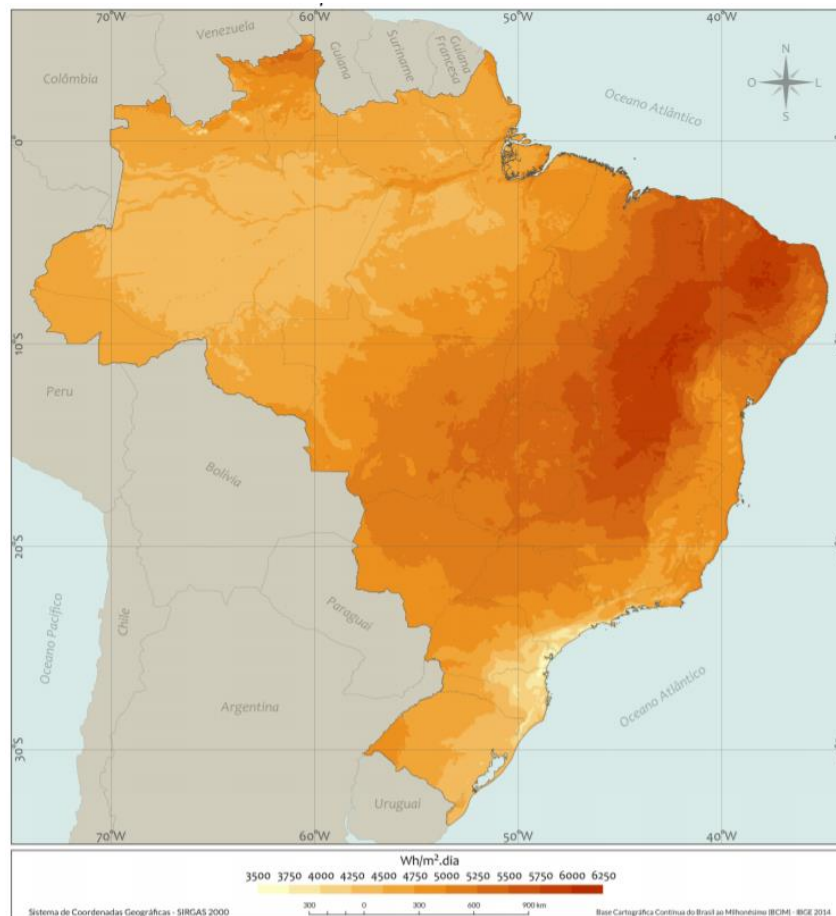 70°W 60°W 50°W 40°W
Venezuela
Guiana
Suriname
Guiana
Francesa
Colômbia
N
O L
S
Oceano Atlântico
0°
10°S
Peru
Bolívia
20°S
Oceano Pacífico
Chile
Paraguai
Argentina
Oceano Atlântico
30°S
Uruguai
70°W 60°W 50°W 40°W
Wh/m².dia
3500 3750 4000 4250 4500 4750 5000 5250 5500 5750 6000 6250
300 0 300 600 900 km
Sistema de Coordenadas Geográficas - SIRGAS 2000
Base Cartográfica Contínua do Brasil ao Milionésimo (BCIM) - IBGE 2014